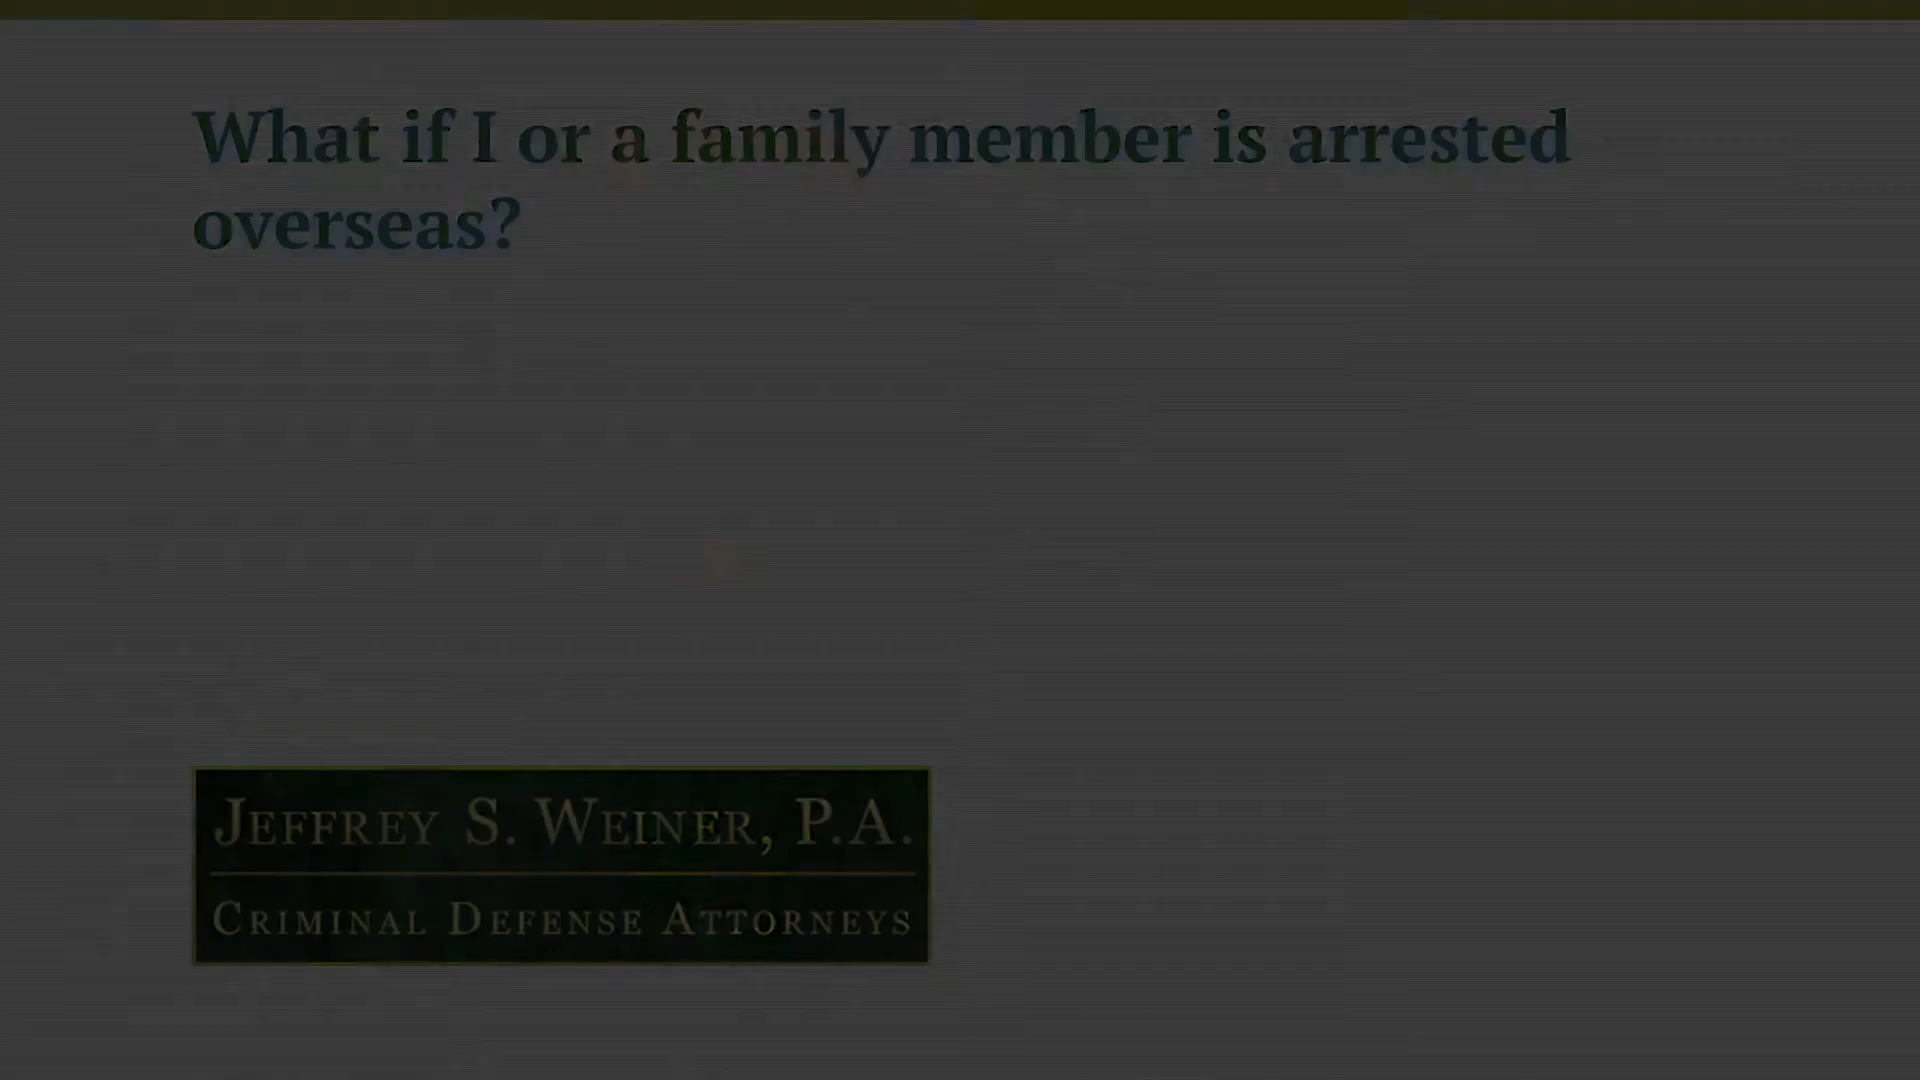 What if I or a family member is arrested
overseas?
JEFFREY S. WEINER, P.A.
CRIMINAL DEFENSE ATTORNEYS